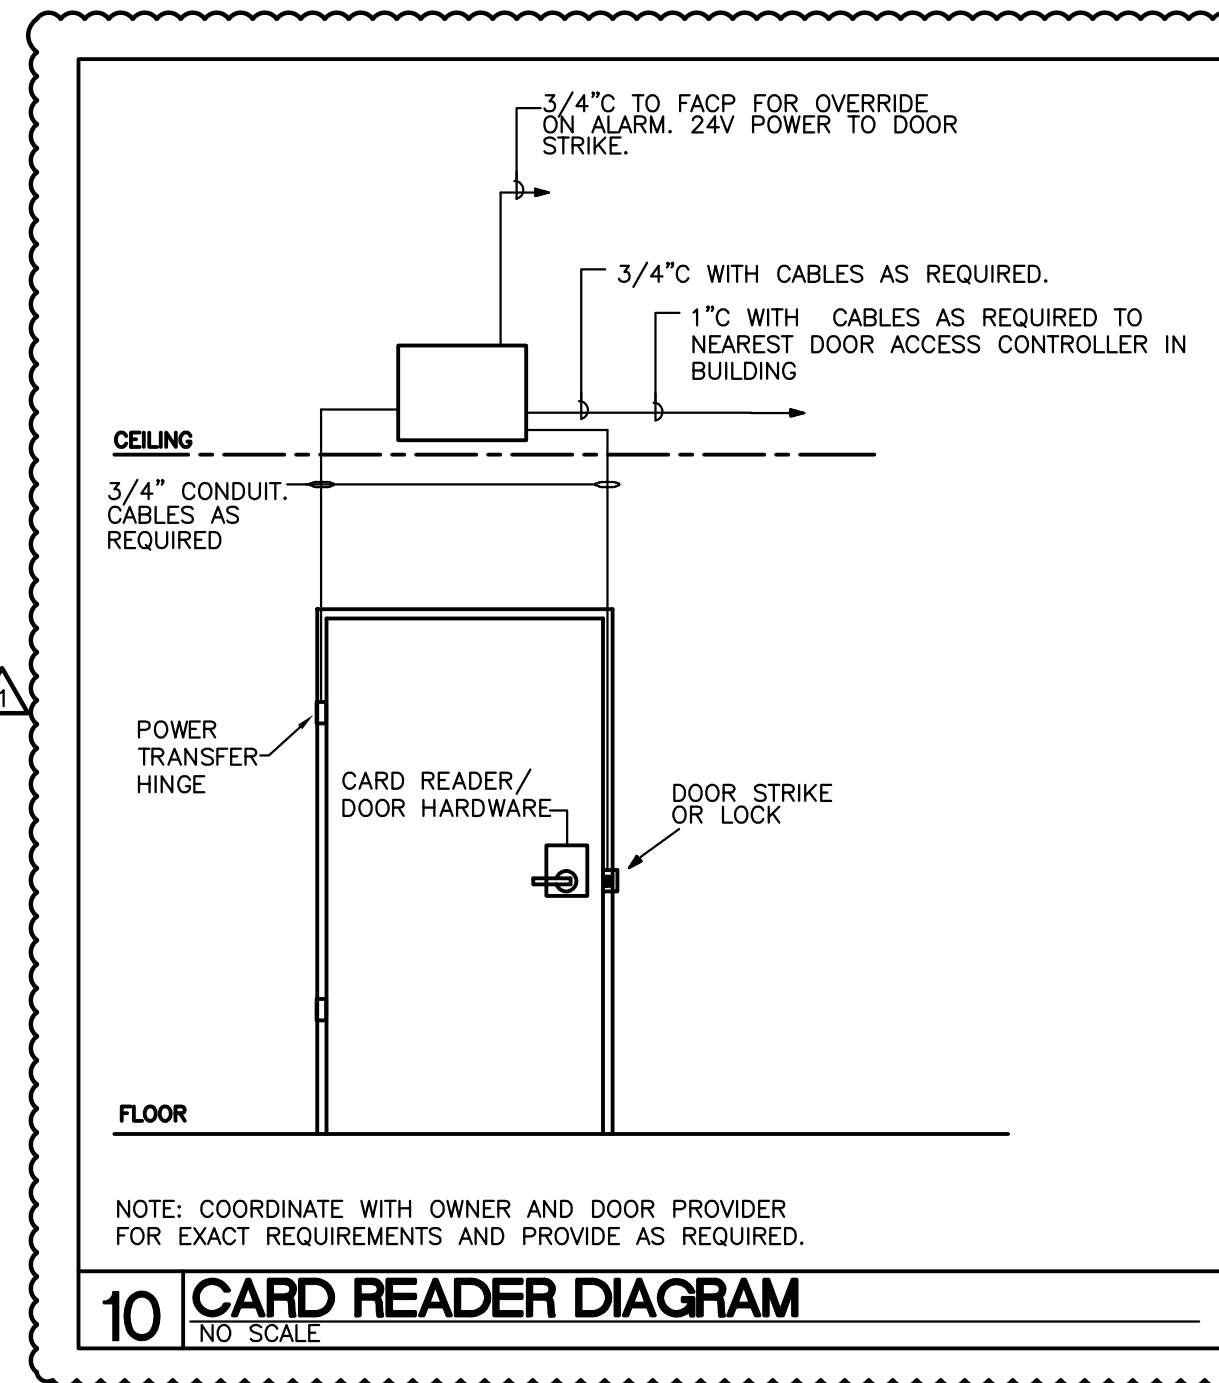 3/4"C TO FACP FOR OVERRIDE
ON ALARM. 24V POWER TO DOOR
STRIKE.
3/4"C WITH CABLES AS REQUIRED.
1"C WITH CABLES AS REQUIRED TO
NEAREST DOOR ACCESS CONTROLLER IN
BUILDING
CEILING
3/4" CONDUIT.
CABLES AS
REQUIRED
1
POWER
TRANSFER
HINGE
CARD READER/
DOOR HARDWARE
DOOR STRIKE
OR LOCK
FLOOR
NOTE: COORDINATE WITH OWNER AND DOOR PROVIDER
FOR EXACT REQUIREMENTS AND PROVIDE AS REQUIRED.
10 CARD READER DIAGRAM
NO SCALE